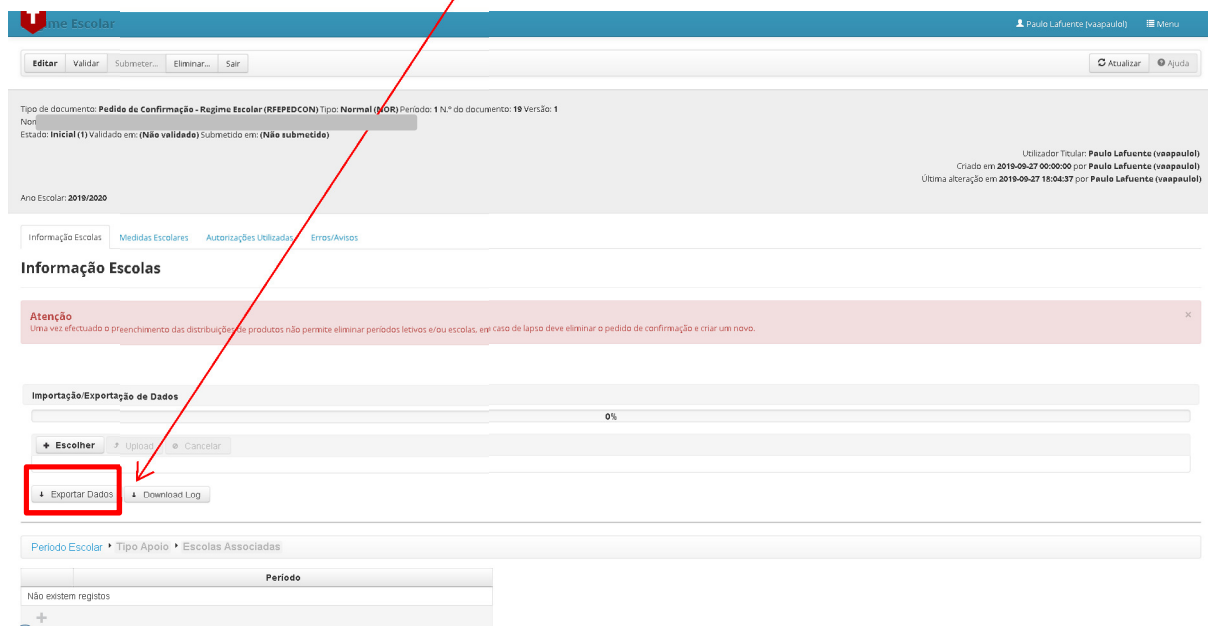 me Escolar
Paulo Lafuente (vaapaulol) Menu
Editar Validar Submeter... Eliminar... Sair
Atualizar Ajuda
Tipo de documento: Pedido de Confirmação - Regime Escolar (RFEPEDCON) Tipo: Normal (NOR) Período: 1 N.º do documento: 19 Versão: 1
Estado: Inicial (1) Validado em: (Não validado) Submetido em: (Não submetido)
Utilizador Titular: Paulo Lafuente (vaapaulol)
Criado em 2019-09-27 00:00:00 por Paulo Lafuente (vaapaulol)
Última alteração em 2019-09-27 18:04:37 por Paulo Lafuente (vaapaulol)
Ano Escolar: 2019/2020
Informação Escolas Medidas Escolares Autorizações Utilizadas Erros/Avisos
Informação Escolas
Atenção ×
Uma vez efectuado o preenchimento das distribuições de produtos não permite eliminar períodos letivos e/ou escolas, em caso de lapso deve eliminar o pedido de confirmação e criar um novo.
Importação/Exportação de Dados
0%
+ Escolher Upload Cancelar
Exportar Dados Download Log
Período Escolar Tipo Apoio Escolas Associadas
Período
Não existem registos
+